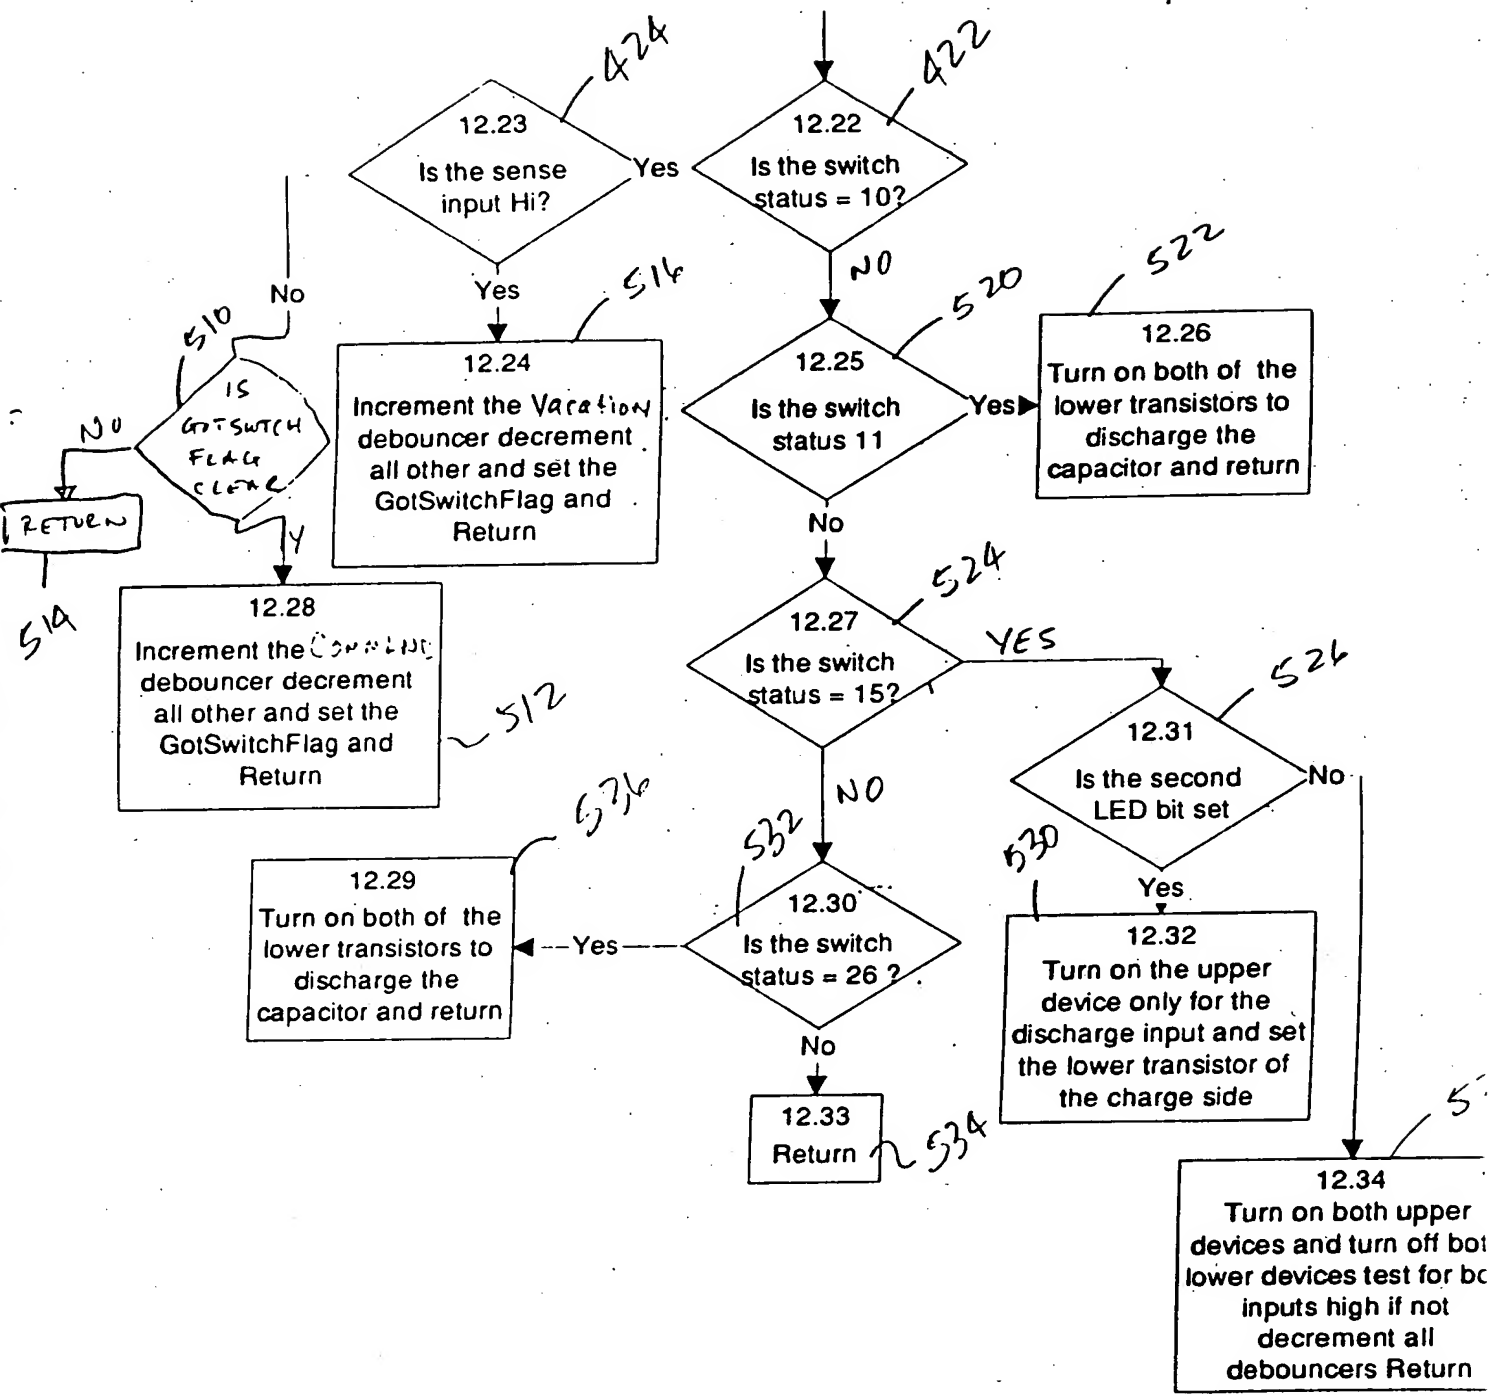 424
422
12.23
Is the sense
input Hi?
Yes
12.22
Is the switch
status = 10?
No
Yes
NO
510
IS
GOTSWTCH
FLAG
CLEAR
NO
RETURN
514
Y
516
12.24
Increment the Vacation
debouncer decrement
all other and set the
GotSwitchFlag and
Return
520
12.25
Is the switch
status 11
Yes
522
12.26
Turn on both of the
lower transistors to
discharge the
capacitor and return
No
12.28
Increment the Command
debouncer decrement
all other and set the
GotSwitchFlag and
Return
512
524
12.27
Is the switch
status = 15?
YES
526
12.31
Is the second
LED bit set
No
NO
536
12.29
Turn on both of the
lower transistors to
discharge the
capacitor and return
532
12.30
Is the switch
status = 26 ?
Yes
530
Yes
12.32
Turn on the upper
device only for the
discharge input and set
the lower transistor of
the charge side
No
12.33
Return
534
12.34
Turn on both upper
devices and turn off bot
lower devices test for bo
inputs high if not
decrement all
debouncers Return